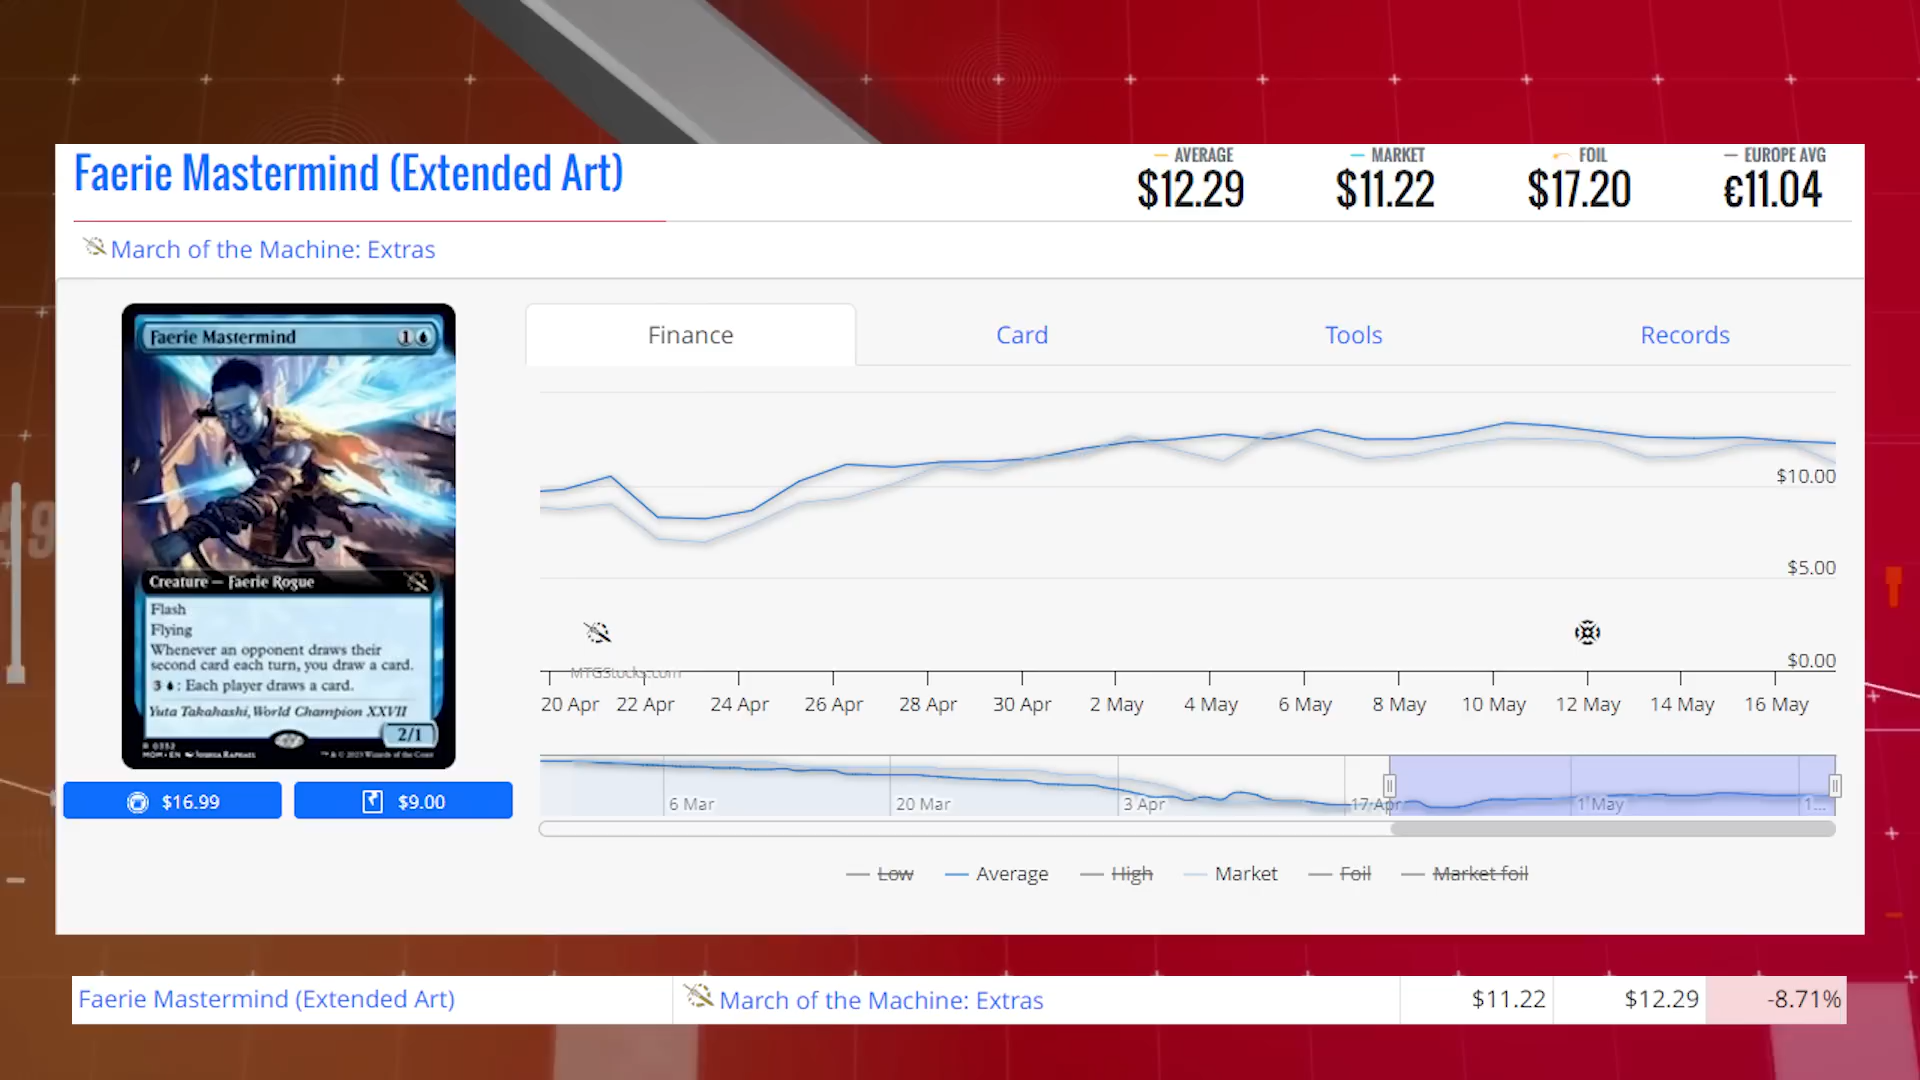 Faerie Mastermind (Extended Art)
AVERAGE
$12.29
MARKET
$11.22
FOIL
$17.20
EUROPE AVG
€11.04
March of the Machine: Extras
Faerie Mastermind 1
Creature — Faerie Rogue
Flash
Flying
Whenever an opponent draws their
second card each turn, you draw a card.
3 : Each player draws a card.
Yuta Takahashi, World Champion XXVII
2/1
R 0352
MOM • EN
$16.99
$9.00
Finance
Card
Tools
Records
$10.00
$5.00
$0.00
MTGStocks.com
20 Apr 22 Apr 24 Apr 26 Apr 28 Apr 30 Apr 2 May 4 May 6 May 8 May 10 May 12 May 14 May 16 May
6 Mar 20 Mar 3 Apr 17 Apr 1 May 1...
Low Average High Market Foil Market foil
Faerie Mastermind (Extended Art) March of the Machine: Extras $11.22 $12.29 -8.71%